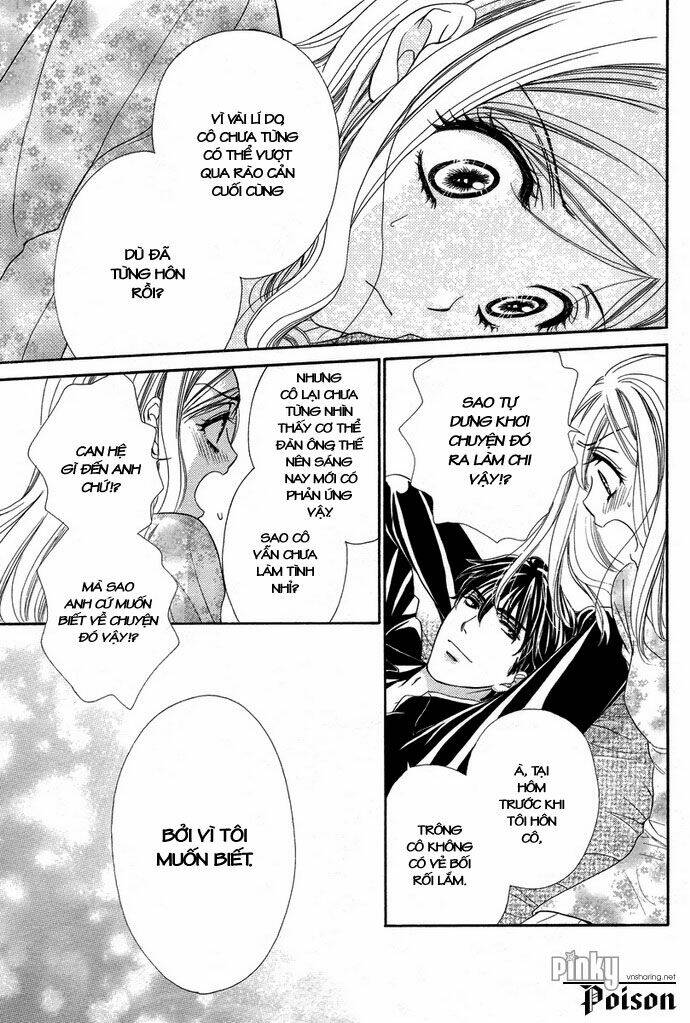 VÌ VÀI LÍ DO,
CÔ CHƯA TỪNG
CÓ THỂ VƯỢT
QUA RÀO CẢN
CUỐI CÙNG
DÙ ĐÃ
TỪNG HÔN
RỒI?
SAO TỰ
DƯNG KHƠI
CHUYỆN ĐÓ
RA LÀM CHI
VẬY!?
À, TẠI
HÔM
TRƯỚC KHI
TÔI HÔN
CÔ,
TRÔNG
CÔ KHÔNG
CÓ VẺ BỐI
RỐI LẮM.
NHƯNG
CÔ LẠI CHƯA
TỪNG NHÌN
THẤY CƠ THỂ
ĐÀN ÔNG THẾ
NÊN SÁNG
NAY MỚI CÓ
PHẢN ỨNG
VẬY.
SAO CÔ
VẪN CHƯA
LÀM TÌNH
NHỈ?
CAN HỆ
GÌ ĐẾN ANH
CHỨ!?
MÀ SAO
ANH CỨ MUỐN
BIẾT VỀ CHUYỆN
ĐÓ VẬY!?
BỞI VÌ TÔI
MUỐN BIẾT.
pinky
vnsharing.net
Poison